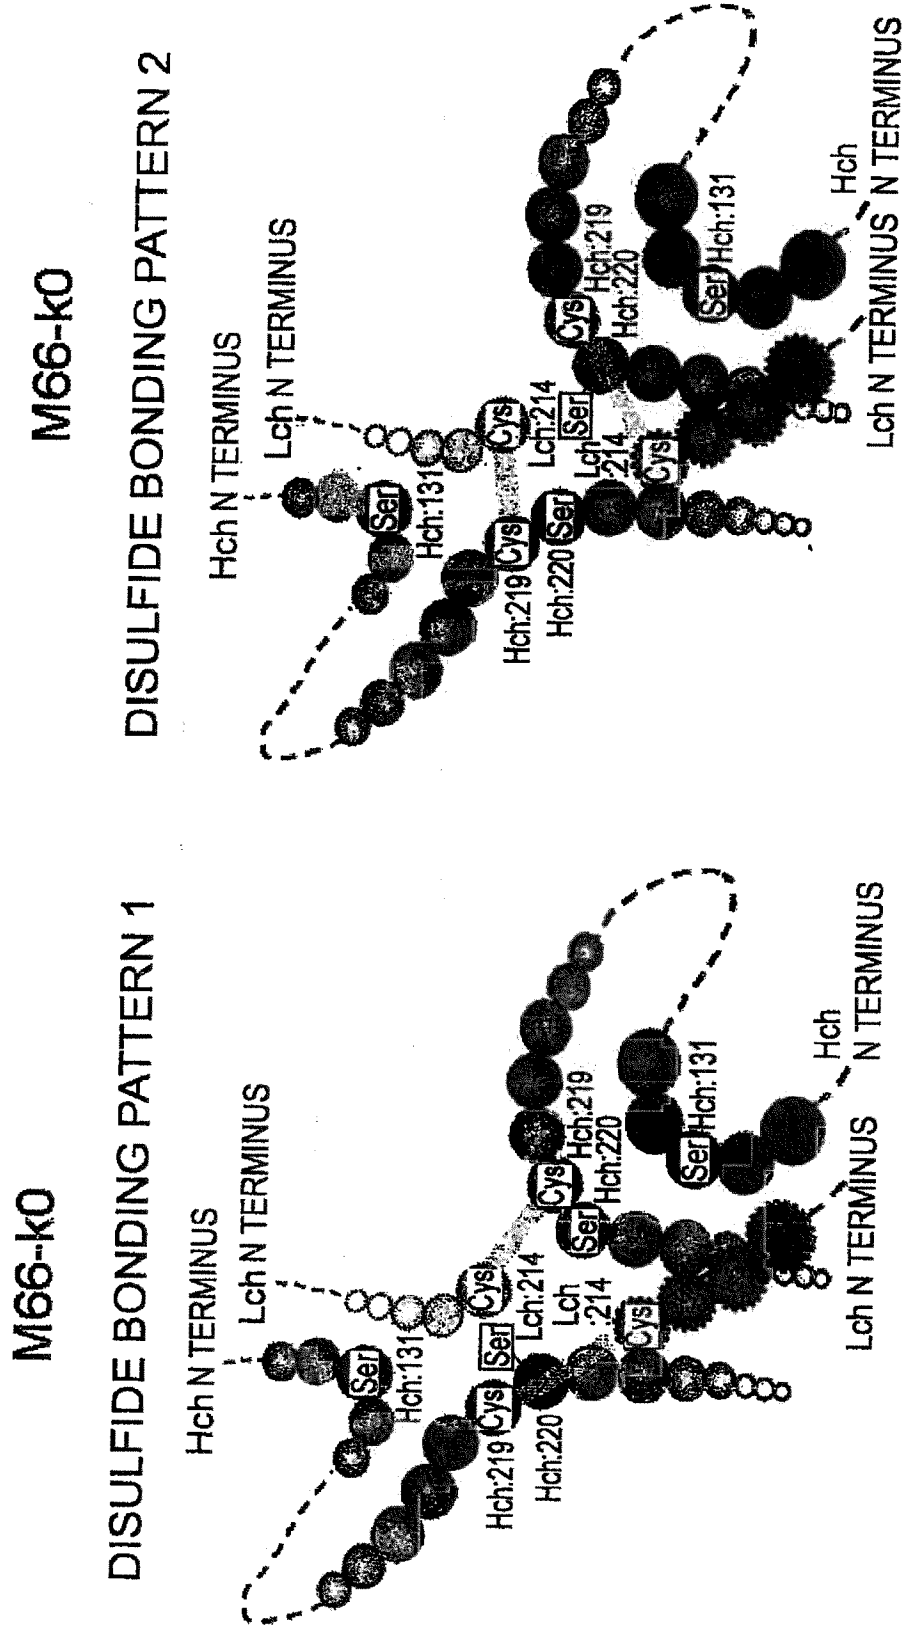 M66-k0
DISULFIDE BONDING PATTERN 1
Hch N TERMINUS
Lch N TERMINUS
Ser
Hch:131
Cys
Lch:214
Ser
Cys
Hch:219
Hch:220
Cys
Hch:219
Hch:220
Ser
Lch
:214
Cys
Ser
Hch:131
Hch
N TERMINUS
Lch N TERMINUS
M66-k0
DISULFIDE BONDING PATTERN 2
Hch N TERMINUS
Lch N TERMINUS
Ser
Hch:131
Cys
Lch:214
Cys
Hch:219
Ser
Hch:220
Ser
Cys
Hch:219
Hch:220
Lch
:214
Cys
Ser
Hch:131
Hch
N TERMINUS
Lch N TERMINUS